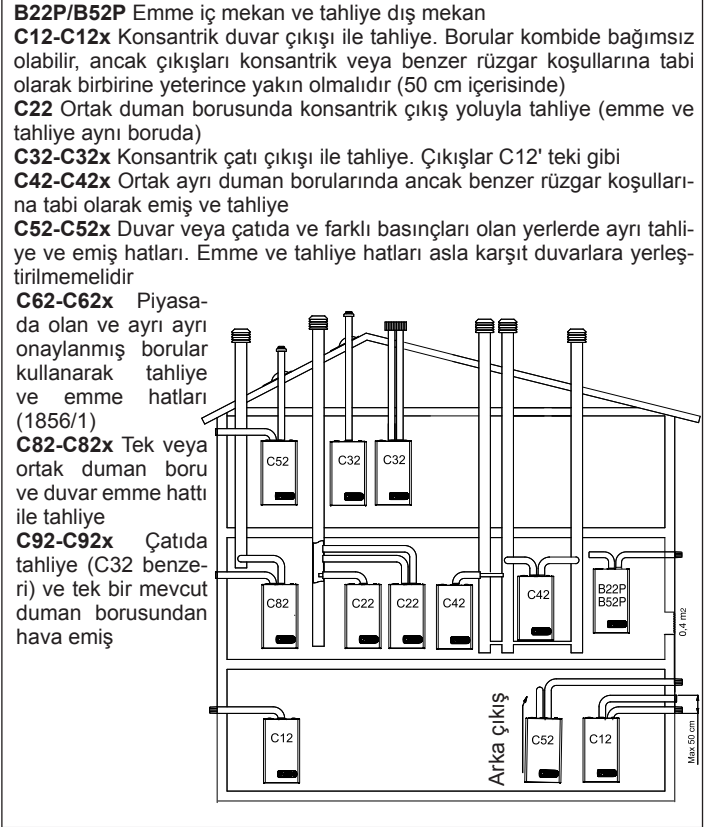 B22P/B52P Emme iç mekan ve tahliye dış mekan
C12-C12x Konsantrik duvar çıkışı ile tahliye. Borular kombide bağımsız
olabilir, ancak çıkışları konsantrik veya benzer rüzgar koşullarına tabi
olarak birbirine yeterince yakın olmalıdır (50 cm içerisinde)
C22 Ortak duman borusunda konsantrik çıkış yoluyla tahliye (emme ve
tahliye aynı boruda)
C32-C32x Konsantrik çatı çıkışı ile tahliye. Çıkışlar C12' teki gibi
C42-C42x Ortak ayrı duman borularında ancak benzer rüzgar koşulları-
na tabi olarak emiş ve tahliye
C52-C52x Duvar veya çatıda ve farklı basınçları olan yerlerde ayrı tahli-
ye ve emiş hatları. Emme ve tahliye hatları asla karşıt duvarlara yerleş-
tirilmemelidir
C62-C62x Piyasa-
da olan ve ayrı ayrı
onaylanmış borular
kullanarak tahliye
ve emme hatları
(1856/1)
C82-C82x Tek veya
ortak duman boru
ve duvar emme hattı
ile tahliye
C92-C92x Çatıda
tahliye (C32 benze-
ri) ve tek bir mevcut
duman borusundan
hava emiş
C52
C32
C32
C82
C22
C22
C42
C42
B22P
B52P
0,4 m2
C12
Arka çıkış
C52
C12
Max 50 cm